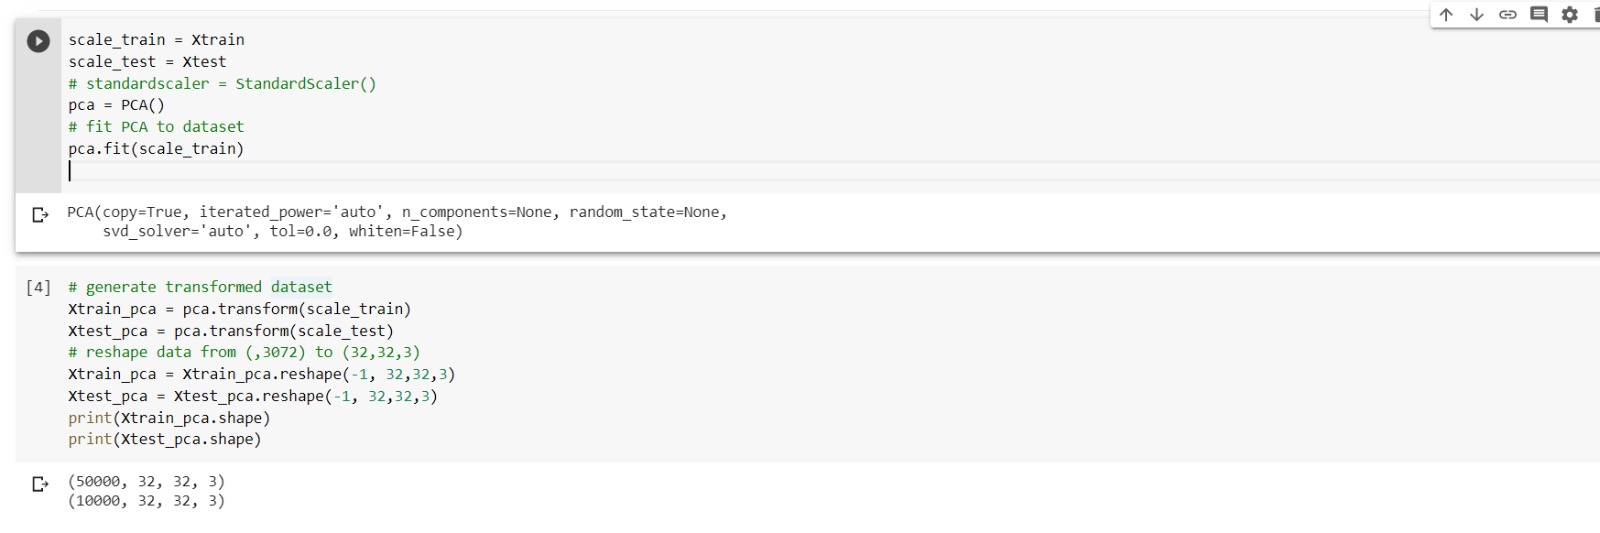 scale_train = Xtrain
scale_test = Xtest
# standardscaler = StandardScaler()
pca = PCA()
# fit PCA to dataset
pca.fit(scale_train)
PCA(copy=True, iterated_power='auto', n_components=None, random_state=None,
    svd_solver='auto', tol=0.0, whiten=False)
[4] # generate transformed dataset
Xtrain_pca = pca.transform(scale_train)
Xtest_pca = pca.transform(scale_test)
# reshape data from (,3072) to (32,32,3)
Xtrain_pca = Xtrain_pca.reshape(-1, 32,32,3)
Xtest_pca = Xtest_pca.reshape(-1, 32,32,3)
print(Xtrain_pca.shape)
print(Xtest_pca.shape)
(50000, 32, 32, 3)
(10000, 32, 32, 3)